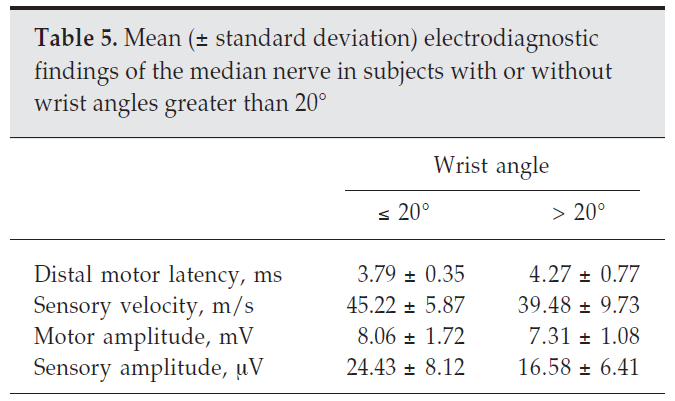 Table 5. Mean (± standard deviation) electrodiagnostic
findings of the median nerve in subjects with or without
wrist angles greater than 20°
Wrist angle
≤ 20° > 20°
Distal motor latency, ms 3.79 ± 0.35 4.27 ± 0.77
Sensory velocity, m/s 45.22 ± 5.87 39.48 ± 9.73
Motor amplitude, mV 8.06 ± 1.72 7.31 ± 1.08
Sensory amplitude, μV 24.43 ± 8.12 16.58 ± 6.41